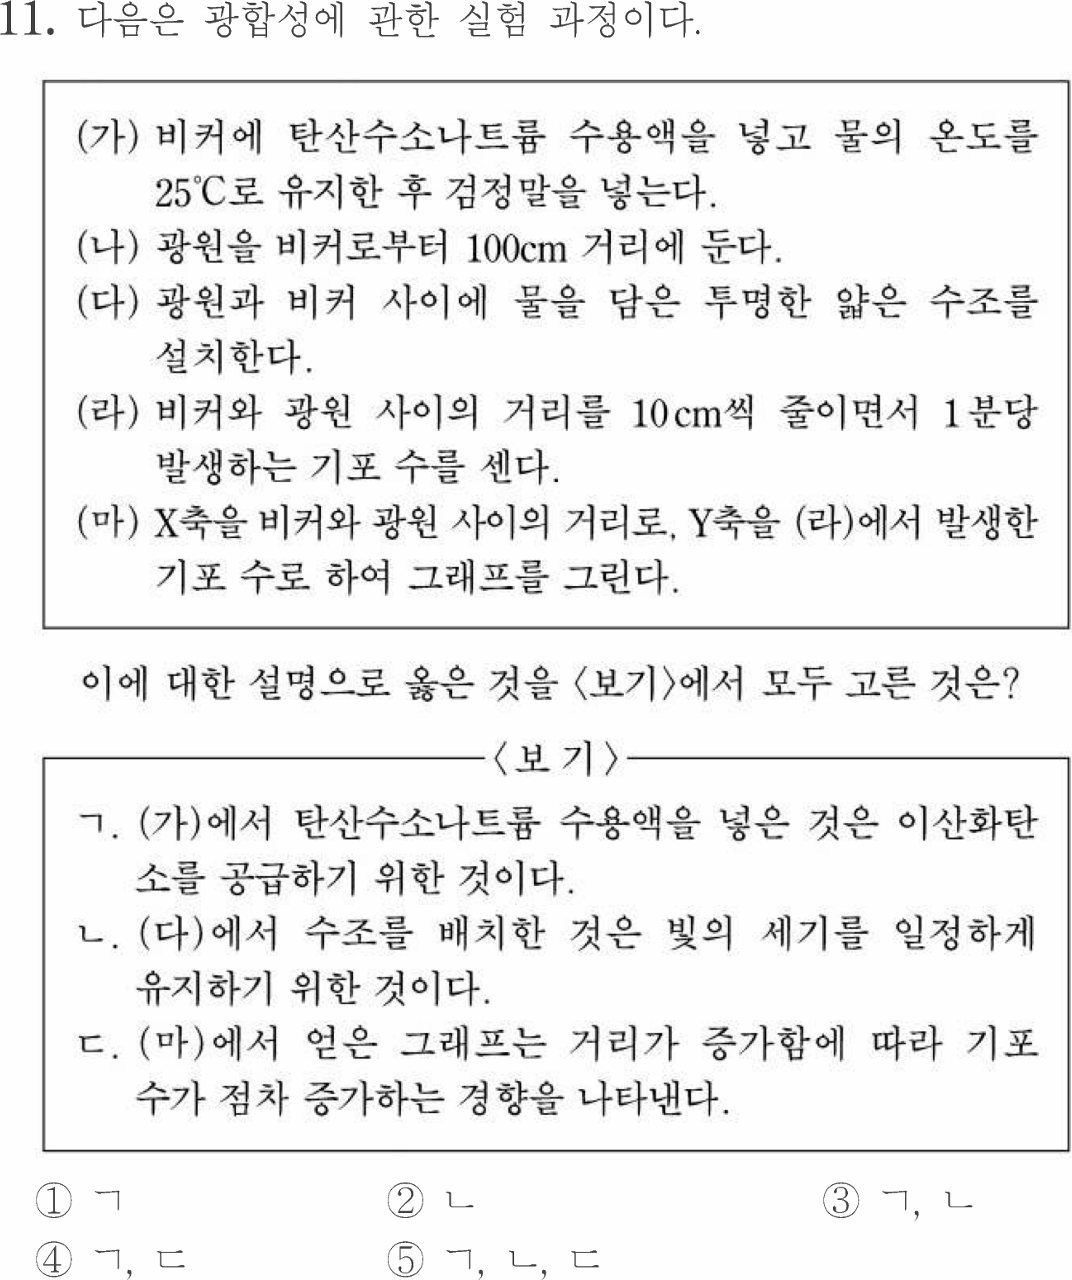 11. 다음은 광합성에 관한 실험 과정이다.
(가) 비커에 탄산수소나트륨 수용액을 넣고 물의 온도를
25℃로 유지한 후 검정말을 넣는다.
(나) 광원을 비커로부터 100cm 거리에 둔다.
(다) 광원과 비커 사이에 물을 담은 투명한 얇은 수조를
설치한다.
(라) 비커와 광원 사이의 거리를 10cm씩 줄이면서 1분당
발생하는 기포 수를 센다.
(마) X축을 비커와 광원 사이의 거리로, Y축을 (라)에서 발생한
기포 수로 하여 그래프를 그린다.
이에 대한 설명으로 옳은 것을 〈보기〉에서 모두 고른 것은?
〈보 기〉
ㄱ. (가)에서 탄산수소나트륨 수용액을 넣은 것은 이산화탄
소를 공급하기 위한 것이다.
ㄴ. (다)에서 수조를 배치한 것은 빛의 세기를 일정하게
유지하기 위한 것이다.
ㄷ. (마)에서 얻은 그래프는 거리가 증가함에 따라 기포
수가 점차 증가하는 경향을 나타낸다.
① ㄱ ② ㄴ ③ ㄱ, ㄴ
④ ㄱ, ㄷ ⑤ ㄱ, ㄴ, ㄷ